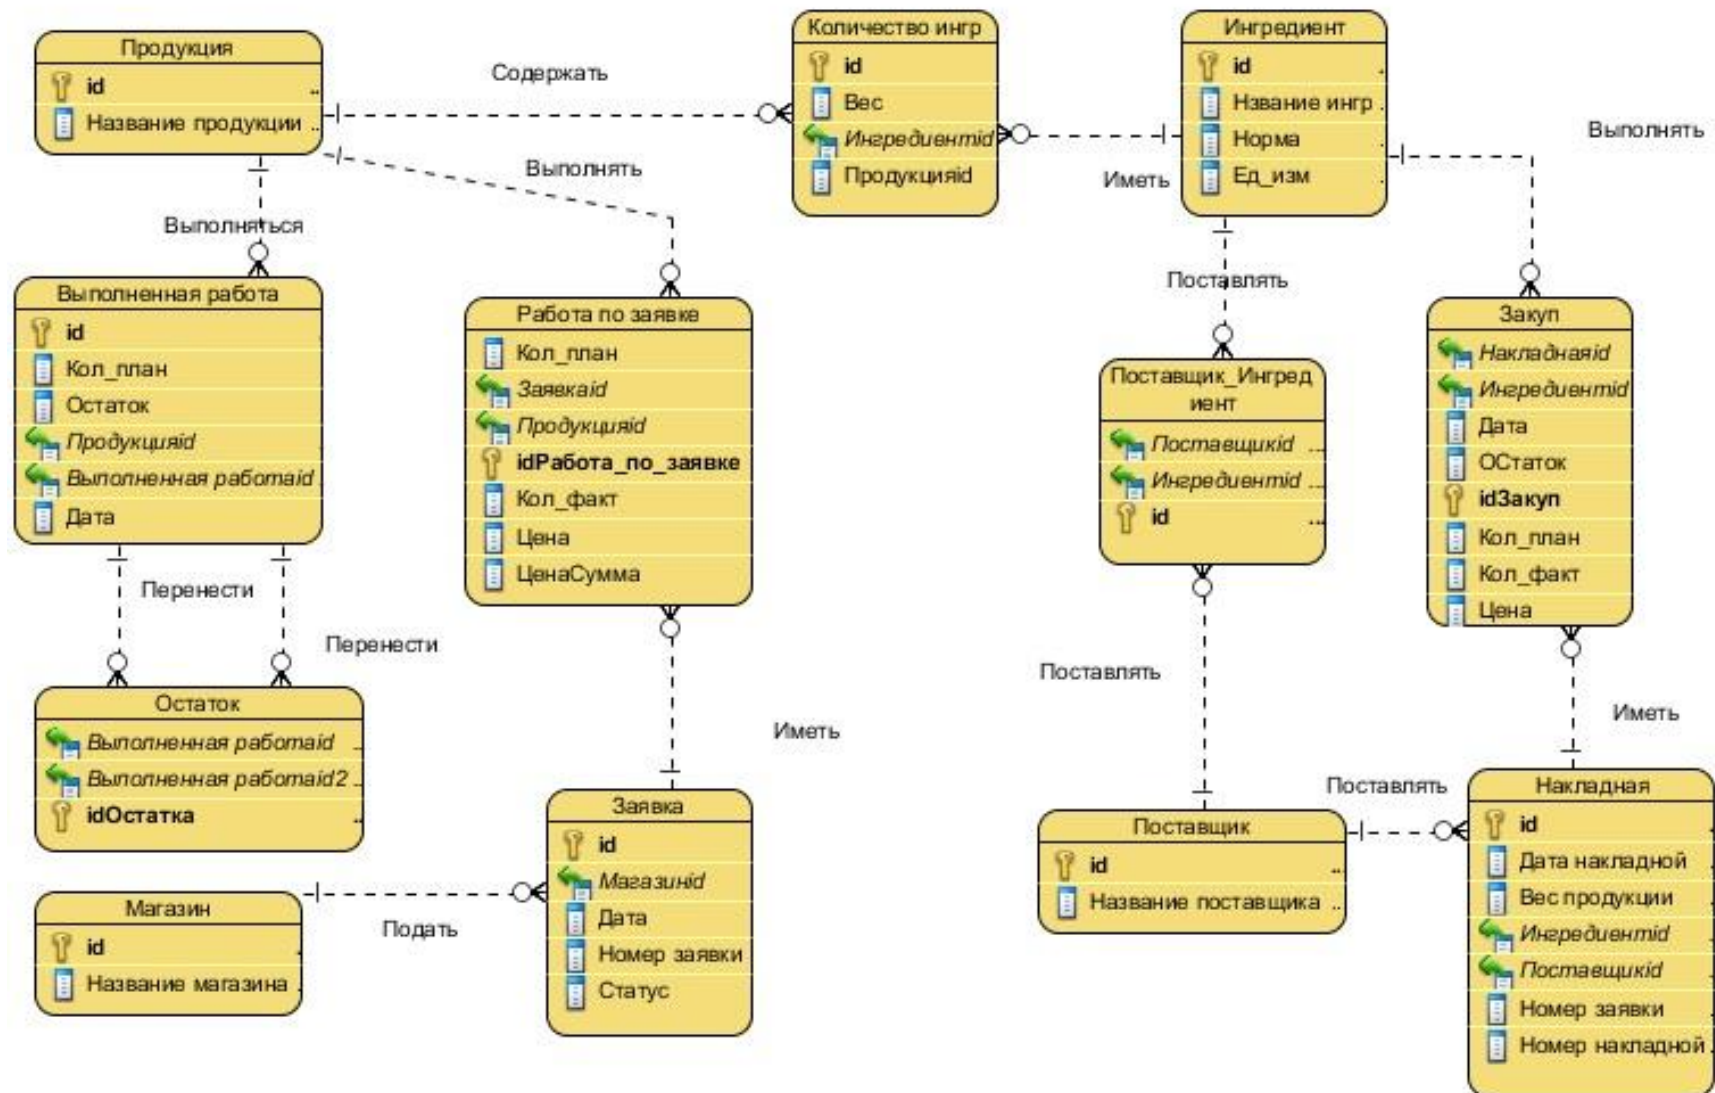 Продукция
id
Название продукции ..
Содержать
Количество ингр
id
Вес
Ингредиентid
Продукцияid
Ингредиент
id
Нзвание ингр
Норма
Ед_изм
Иметь
Выполнять
Выполнять
Выполняться
Поставлять
Выполненная работа
id
Кол_план
Остаток
Продукцияid
Выполненная работаid
Дата
Работа по заявке
Кол_план
Заявкаid
Продукцияid
idРабота_по_заявке
Кол_факт
Цена
ЦенаСумма
Поставщик_Ингред
иент
Поставщикid ...
Ингредиентid ...
id ...
Закуп
Накладнаяid
Ингредиентid
Дата
ОСтаток
idЗакуп
Кол_план
Кол_факт
Цена
Перенести
Перенести
Поставлять
Иметь
Иметь
Остаток
Выполненная работаid ..
Выполненная работаid2 ..
idОстатка ..
Заявка
id
Магазинid
Дата
Номер заявки
Статус
Магазин
id
Название магазина
Подать
Поставщик
id ...
Название поставщика ..
Поставлять
Накладная
id
Дата накладной
Вес продукции
Ингредиентid
Поставщикid
Номер заявки
Номер накладной